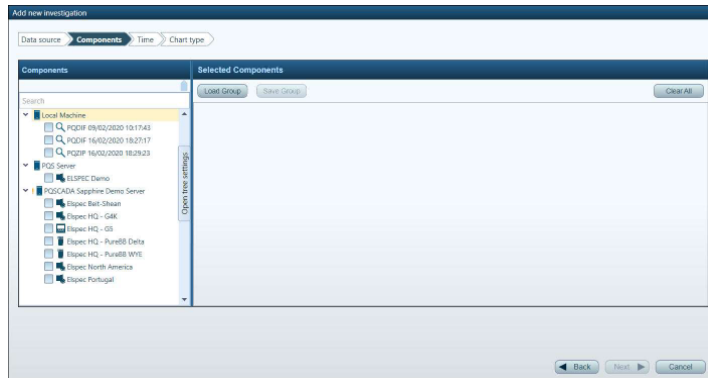 Add new investigation
Data source Components Time Chart type
Components
Selected Components
Load Group Save Group Clear All
Search
Local Machine
PQDIF 09/02/2020 10:17:43
PQDIF 16/02/2020 18:27:17
PQZIP 16/02/2020 18:29:23
PQS Server
ELSPEC Demo
! PQSCADA Sapphire Demo Server
Elspec Beit-Shean
Elspec HQ - G4K
Elspec HQ - G5
Elspec HQ - PureBB Delta
Elspec HQ - PureBB WYE
Elspec North America
Elspec Portugal
Open tree settings
Back Next Cancel